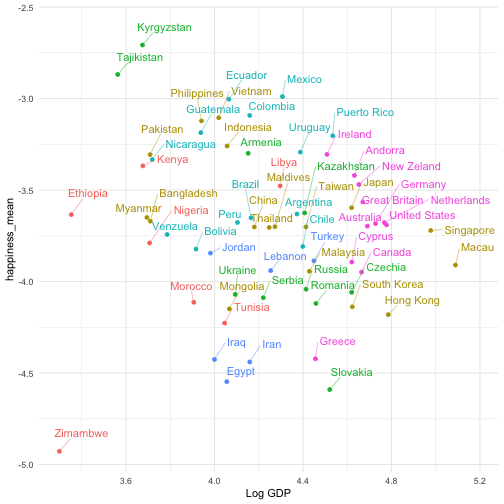 -2.5
Kyrgyzstan
Tajikistan
Ecuador
Mexico
-3.0
Philippines
Vietnam
Guatemala
Colombia
Puerto Rico
Pakistan
Indonesia
Uruguay
Ireland
Nicaragua
Armenia
Kenya
Libya
Kazakhstan
Andorra
New Zeland
Maldives
Ethiopia
Bangladesh
Brazil
Taiwan
Japan
Germany
-3.5
Myanmar
Nigeria
China
Argentina
Great Britain
Netherlands
Venzuela
Peru
Thailand
Chile
Australia
United States
Bolivia
Singapore
Jordan
Lebanon
Turkey
Cyprus
Macau
Malaysia
Canada
-4.0
Ukraine
Morocco
Mongolia
Serbia
Russia
Czechia
Romania
South Korea
Tunisia
Hong Kong
Iraq
Iran
Greece
-4.5
Egypt
Slovakia
Zimambwe
-5.0
3.6
4.0
4.4
4.8
5.2
Log GDP
happiness_mean